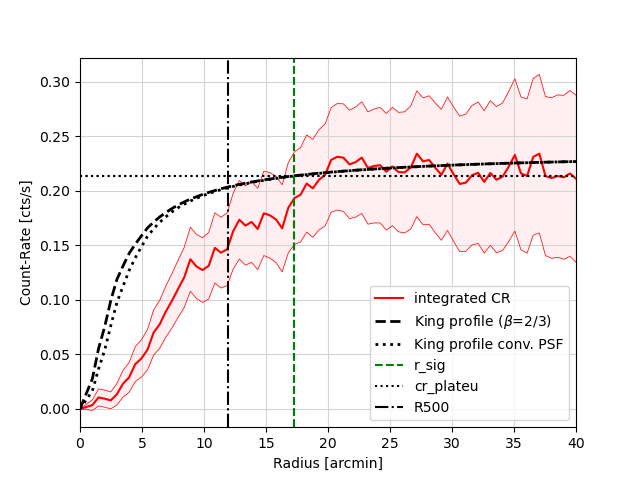 0.30
0.25
0.20
0.15
0.10
0.05
0.00
Count-Rate [cts/s]
integrated CR
King profile (β=2/3)
King profile conv. PSF
r_sig
cr_plateu
R500
0 5 10 15 20 25 30 35 40
Radius [arcmin]